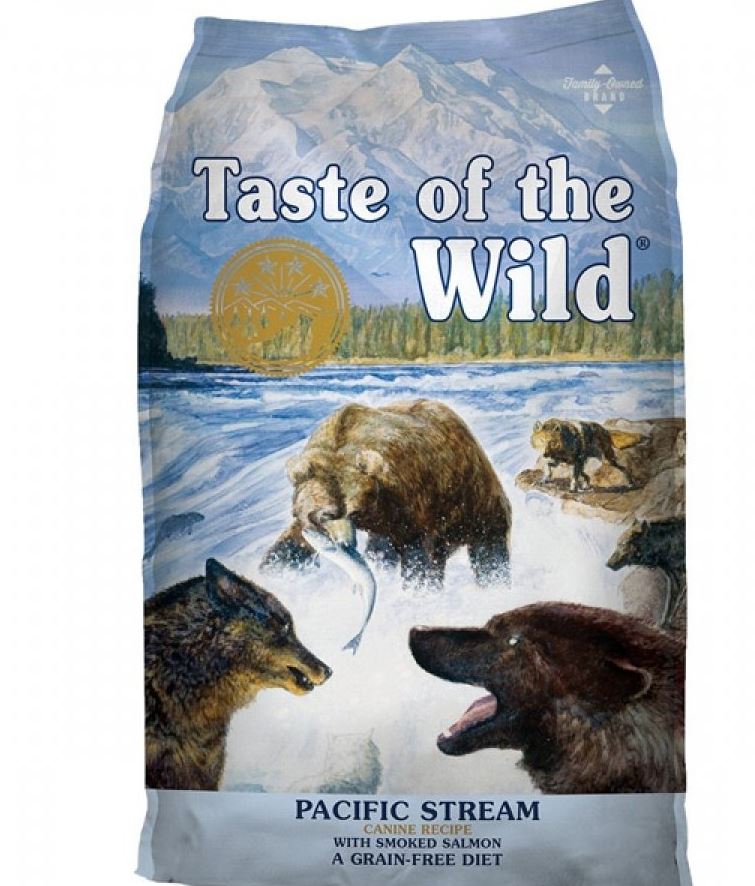 Family-Owned
BRAND
Taste of the
Wild®
PACIFIC STREAM
CANINE RECIPE
WITH SMOKED SALMON
A GRAIN-FREE DIET